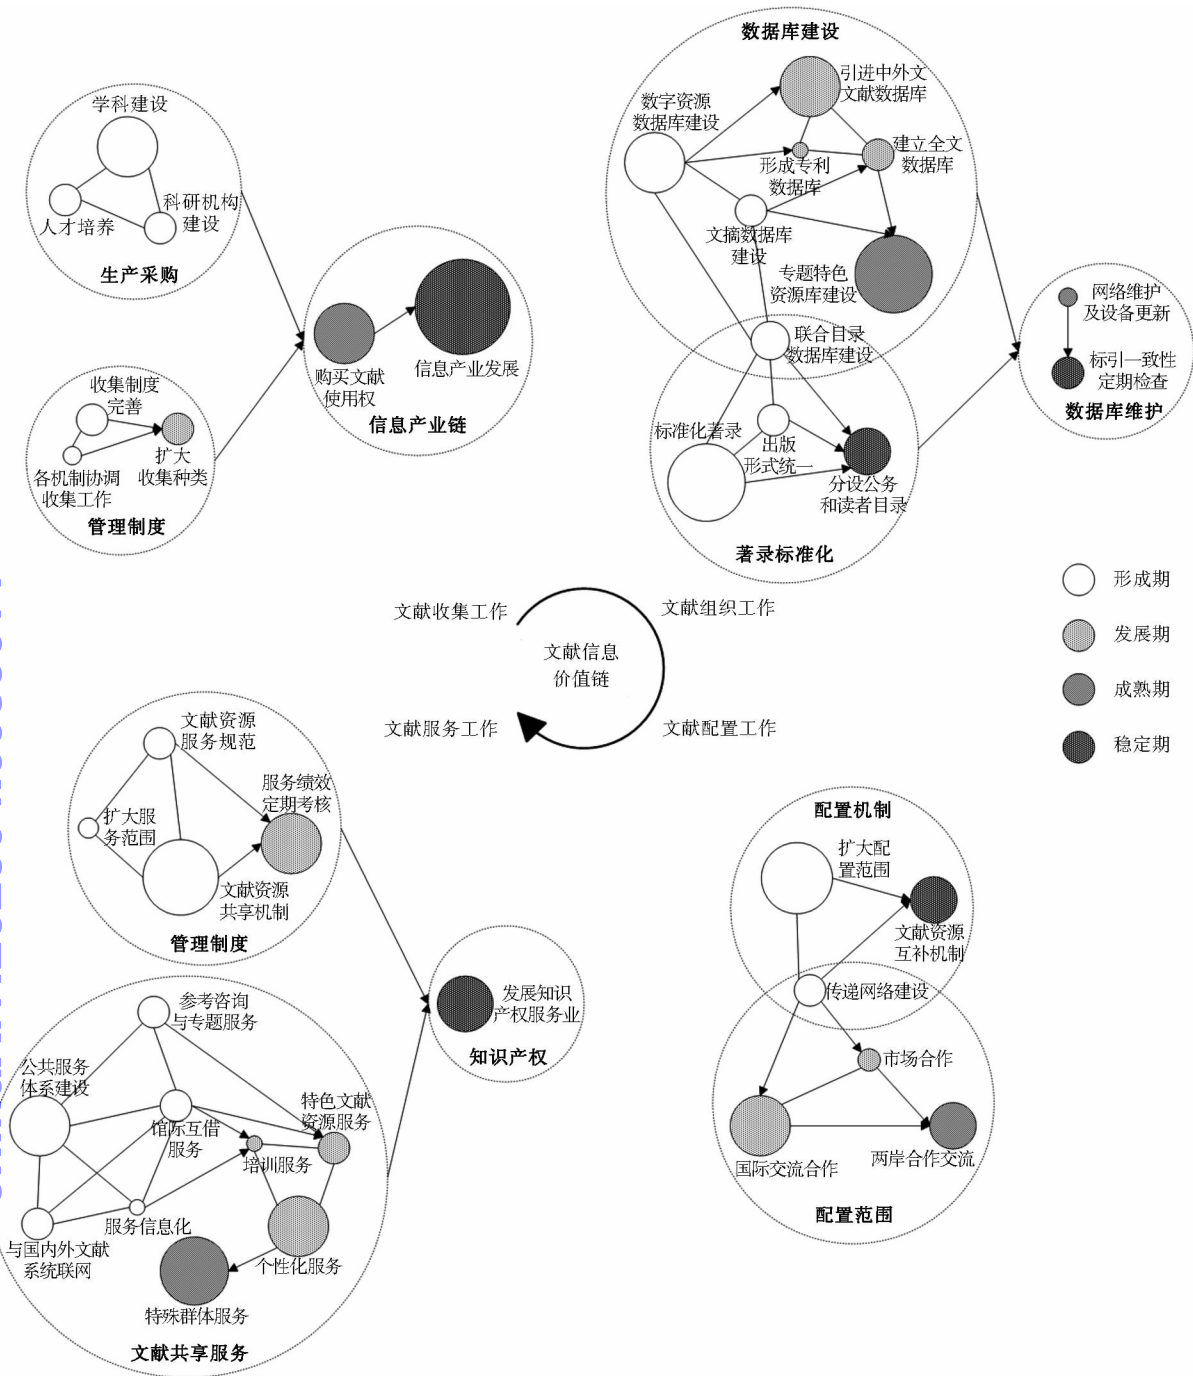 学科建设
人才培养
科研机构
建设
生产采购
收集制度
完善
各机制协调
收集工作
扩大
收集种类
管理制度
购买文献
使用权
信息产业发展
信息产业链
数据库建设
引进中外文
文献数据库
数字资源
数据库建设
形成专利
数据库
建立全文
数据库
文摘数据库
建设
专题特色
资源库建设
联合目录
数据库建设
标准化著录
出版
形式统一
分设公务
和读者目录
著录标准化
网络维护
及设备更新
标引一致性
定期检查
数据库维护
形成期
发展期
成熟期
稳定期
文献收集工作
文献组织工作
文献信息
价值链
文献服务工作
文献配置工作
文献资源
服务规范
扩大服
务范围
服务绩效
定期考核
文献资源
共享机制
管理制度
参考咨询
与专题服务
公共服务
体系建设
馆际互借
服务
特色文献
资源服务
培训服务
服务信息化
与国内外文献
系统联网
个性化服务
特殊群体服务
文献共享服务
发展知识
产权服务业
知识产权
配置机制
扩大配
置范围
文献资源
互补机制
传递网络建设
市场合作
国际交流合作
两岸合作交流
配置范围